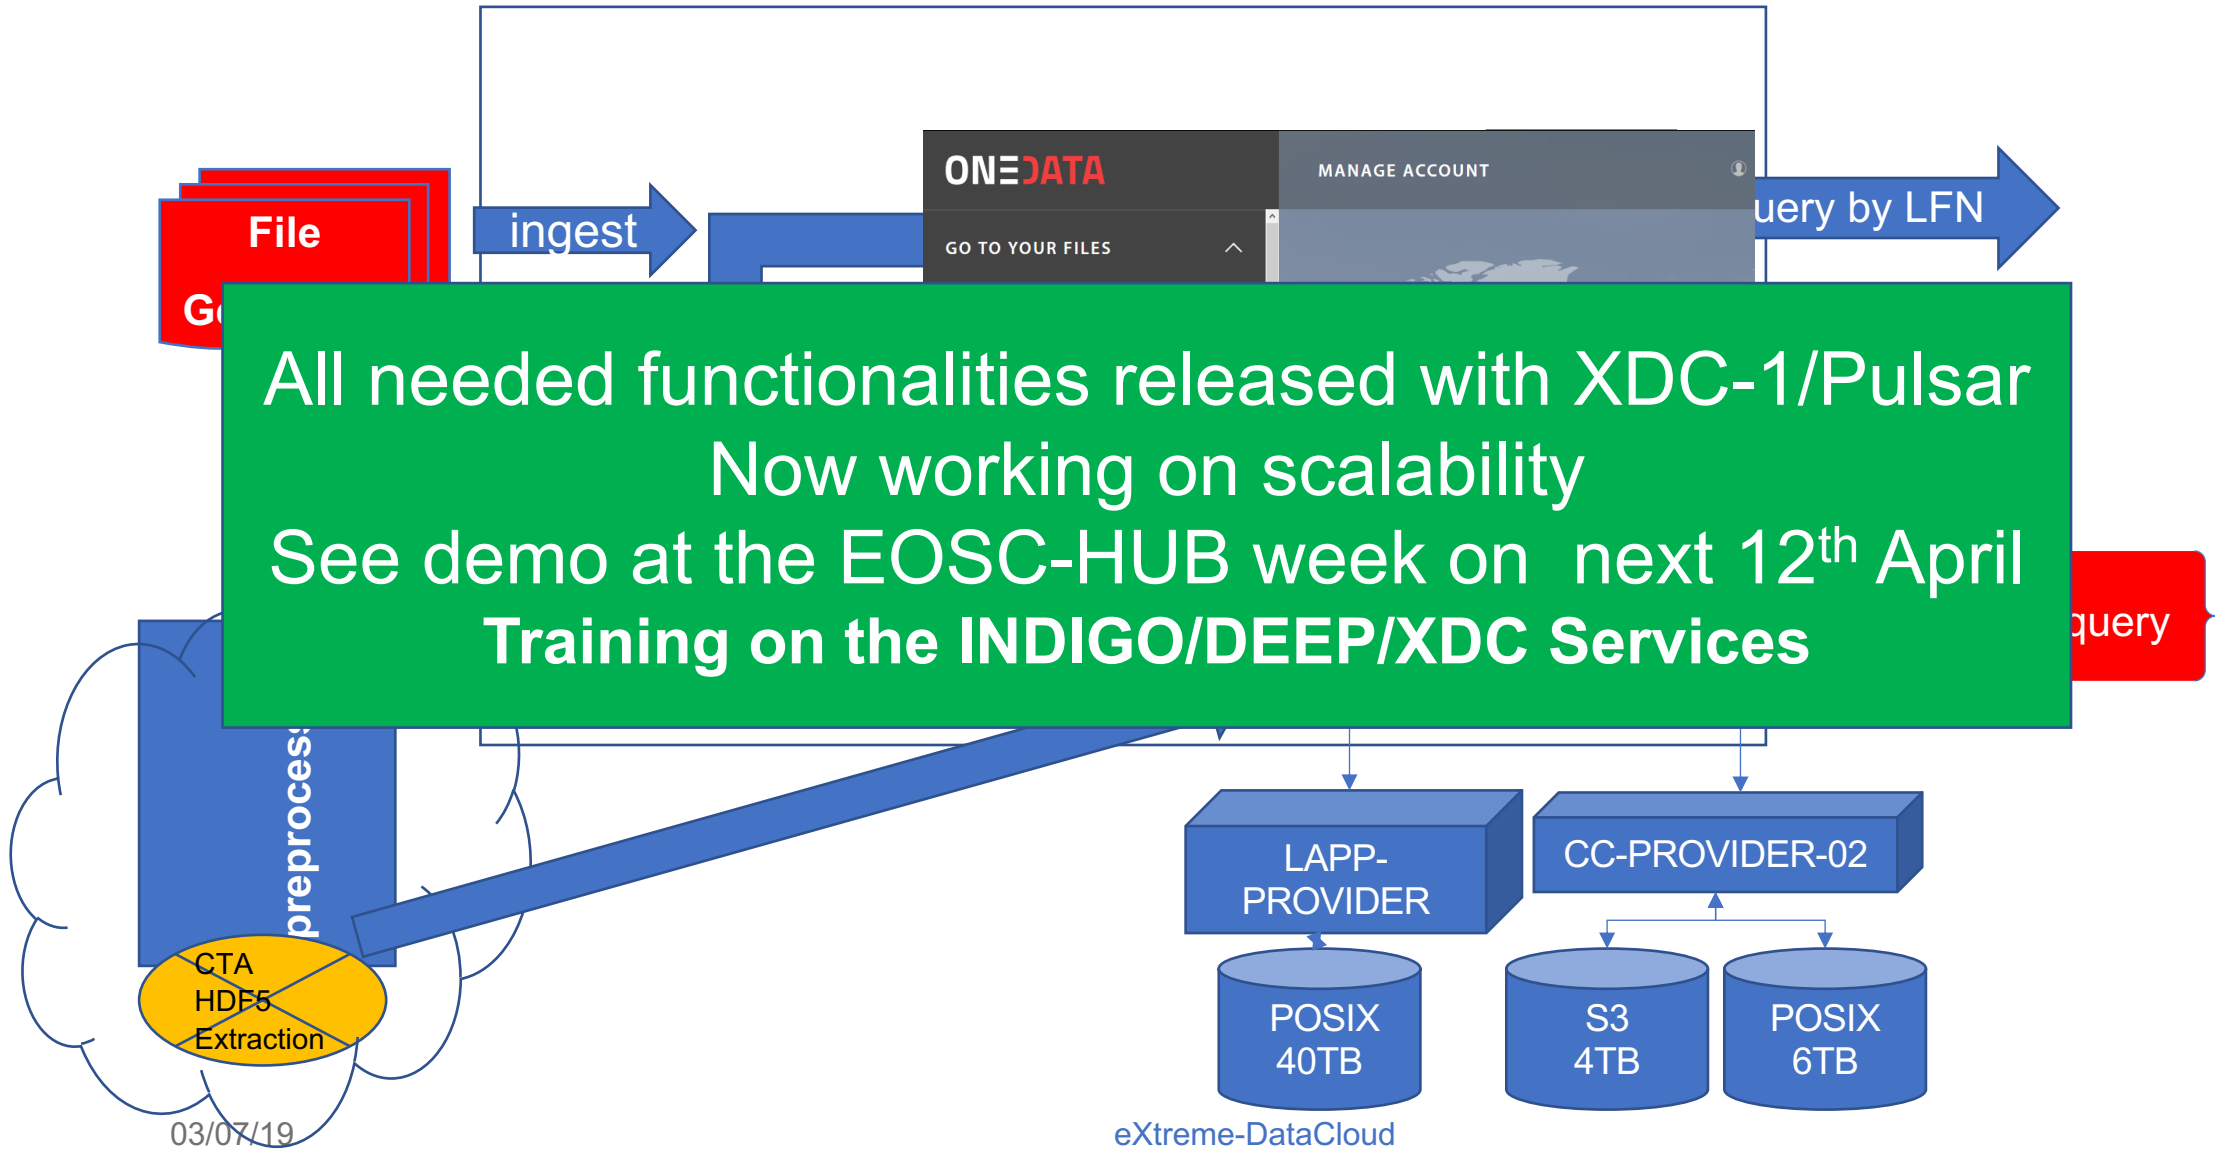 ONEDATA
MANAGE ACCOUNT
File
ingest
uery by LFN
GO TO YOUR FILES
All needed functionalities released with XDC-1/Pulsar
Now working on scalability
See demo at the EOSC-HUB week on next 12th April
Training on the INDIGO/DEEP/XDC Services
query
preprocess
LAPP-
PROVIDER
CC-PROVIDER-02
CTA
HDF5
Extraction
POSIX
40TB
S3
4TB
POSIX
6TB
03/07/19
eXtreme-DataCloud